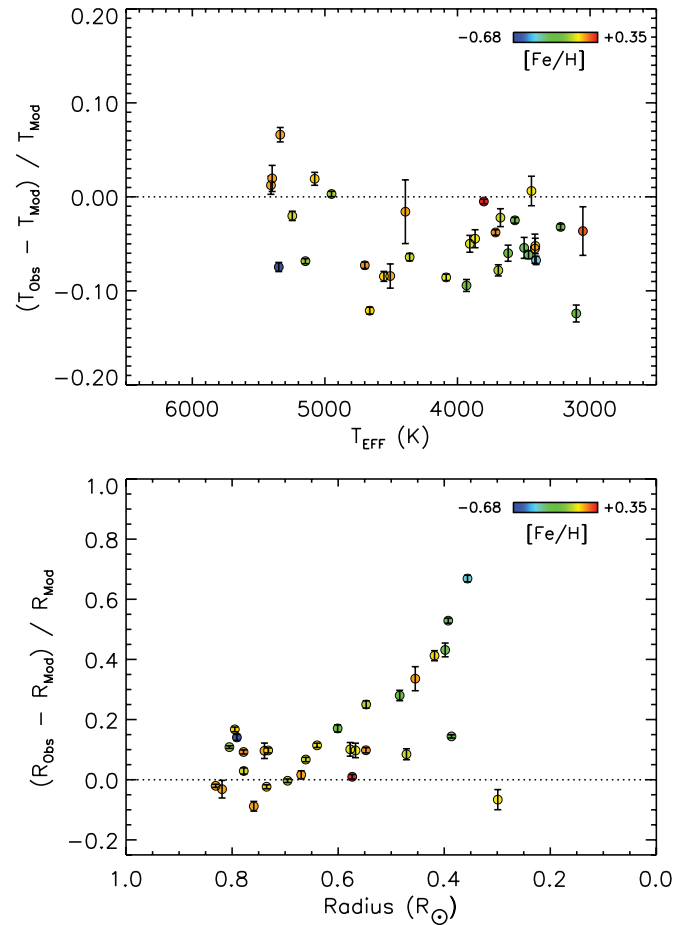 0.20
0.10
0.00
−0.10
−0.20
(T_Obs − T_Mod) / T_Mod
−0.68 +0.35
[Fe/H]
6000 5000 4000 3000
T_EFF (K)
1.0
0.8
0.6
0.4
0.2
0.0
−0.2
(R_Obs − R_Mod) / R_Mod
−0.68 +0.35
[Fe/H]
1.0 0.8 0.6 0.4 0.2 0.0
Radius (R_⊙)